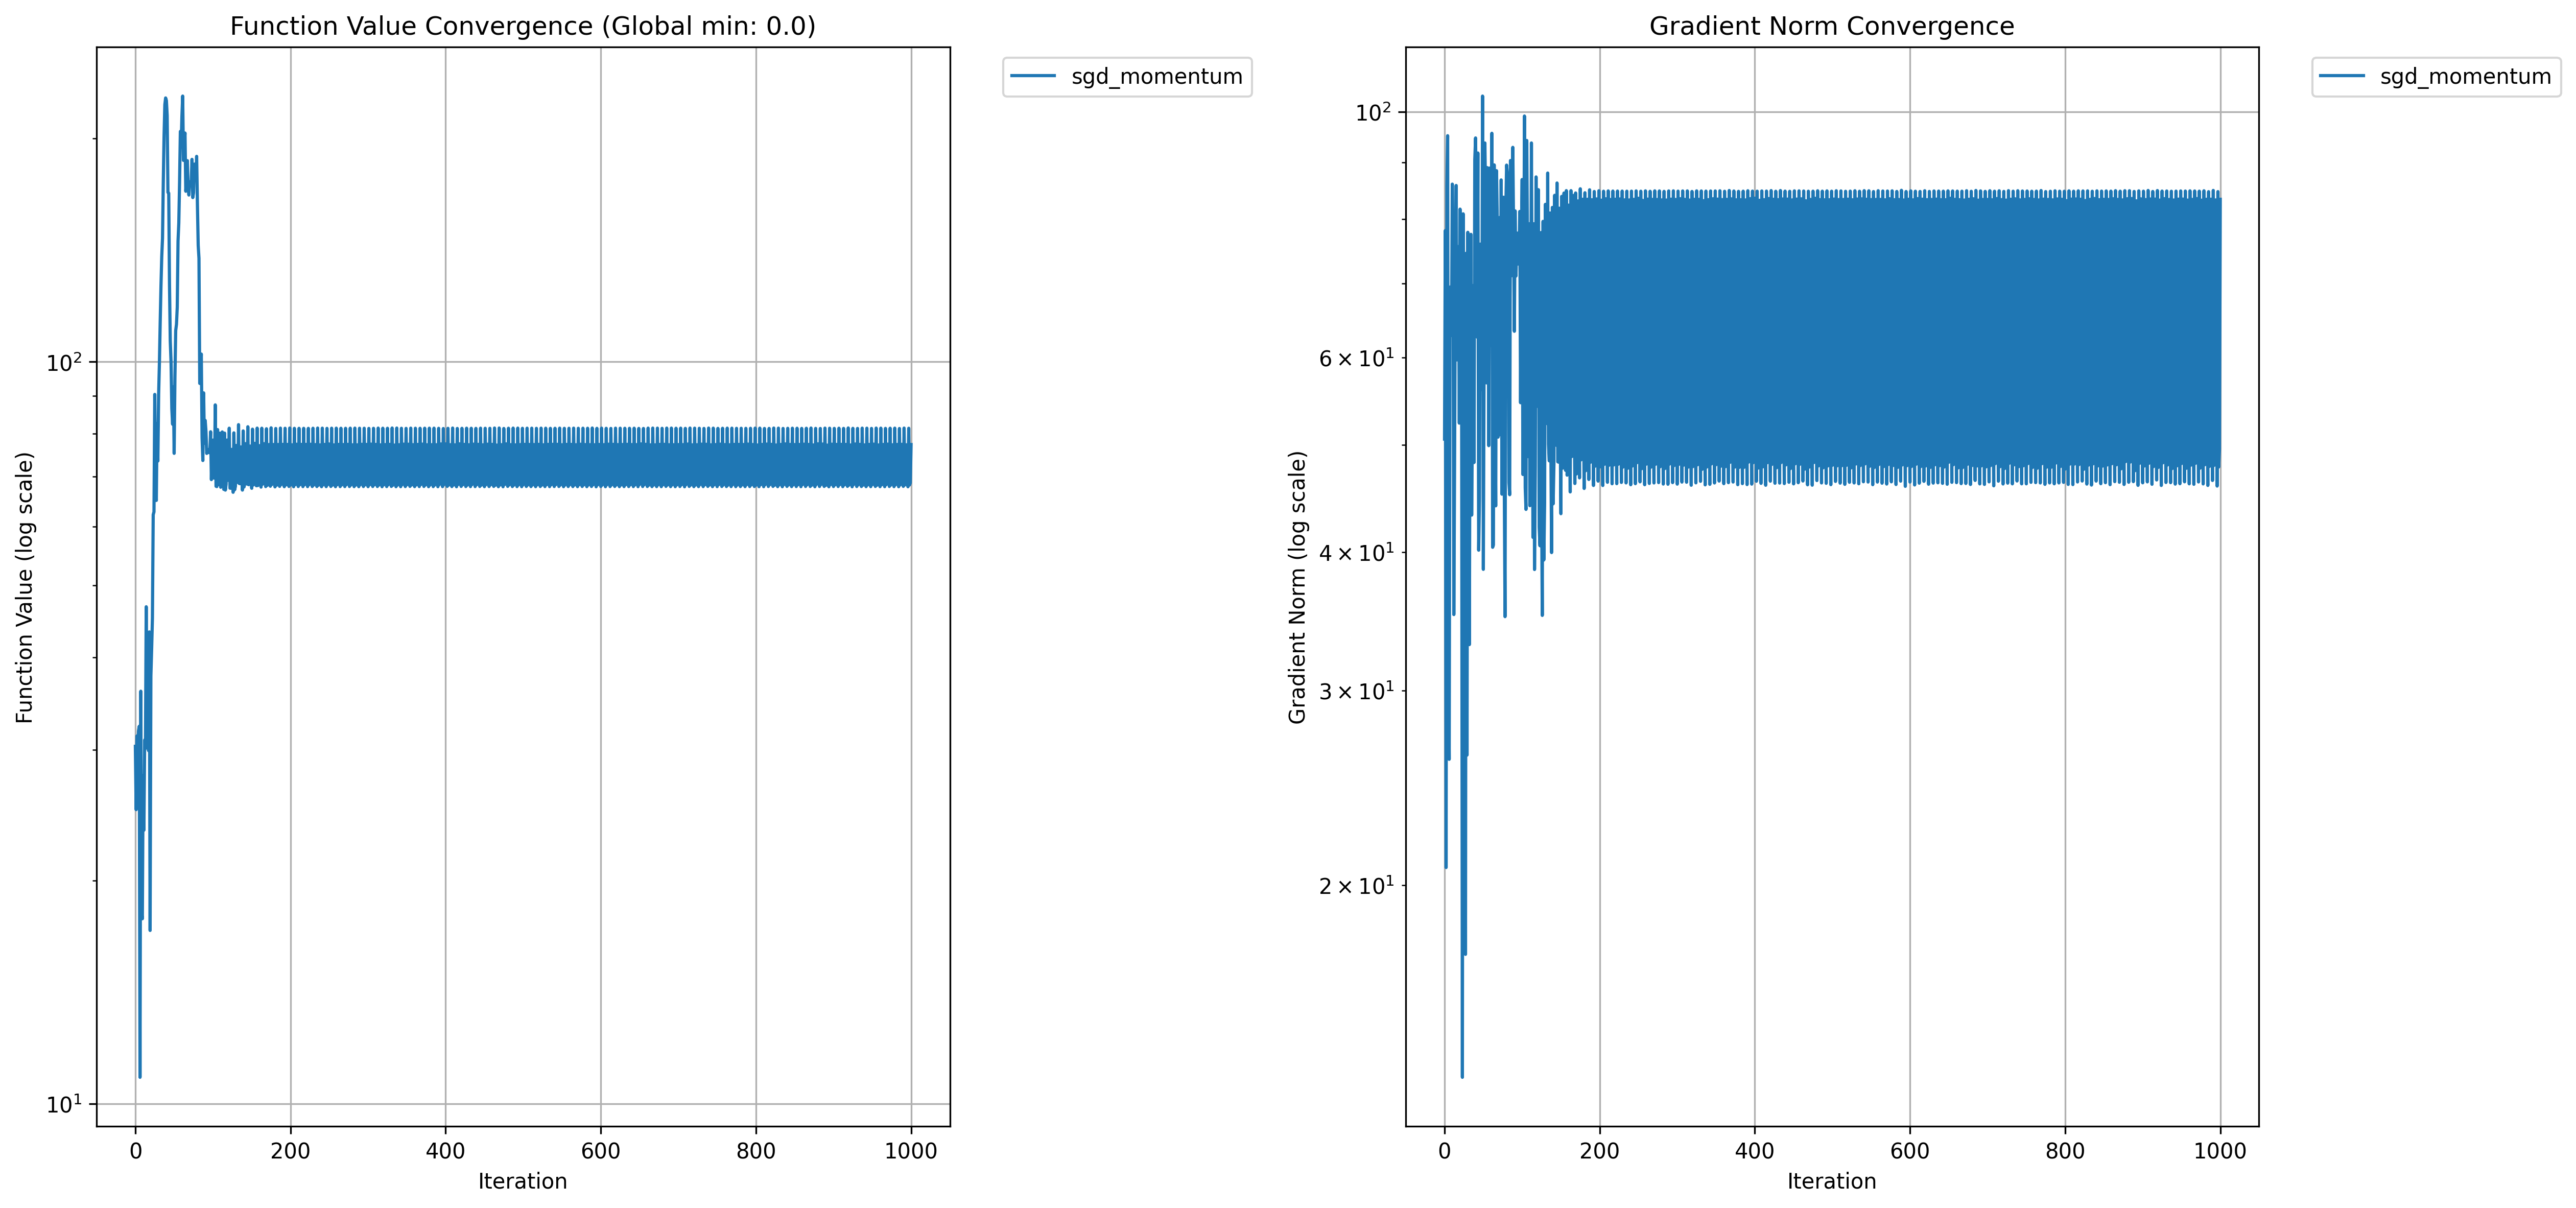 Function Value Convergence (Global min: 0.0)
sgd_momentum
Function Value (log scale)
10²
10¹
0 200 400 600 800 1000
Iteration
Gradient Norm Convergence
sgd_momentum
Gradient Norm (log scale)
10²
6 × 10¹
4 × 10¹
3 × 10¹
2 × 10¹
0 200 400 600 800 1000
Iteration